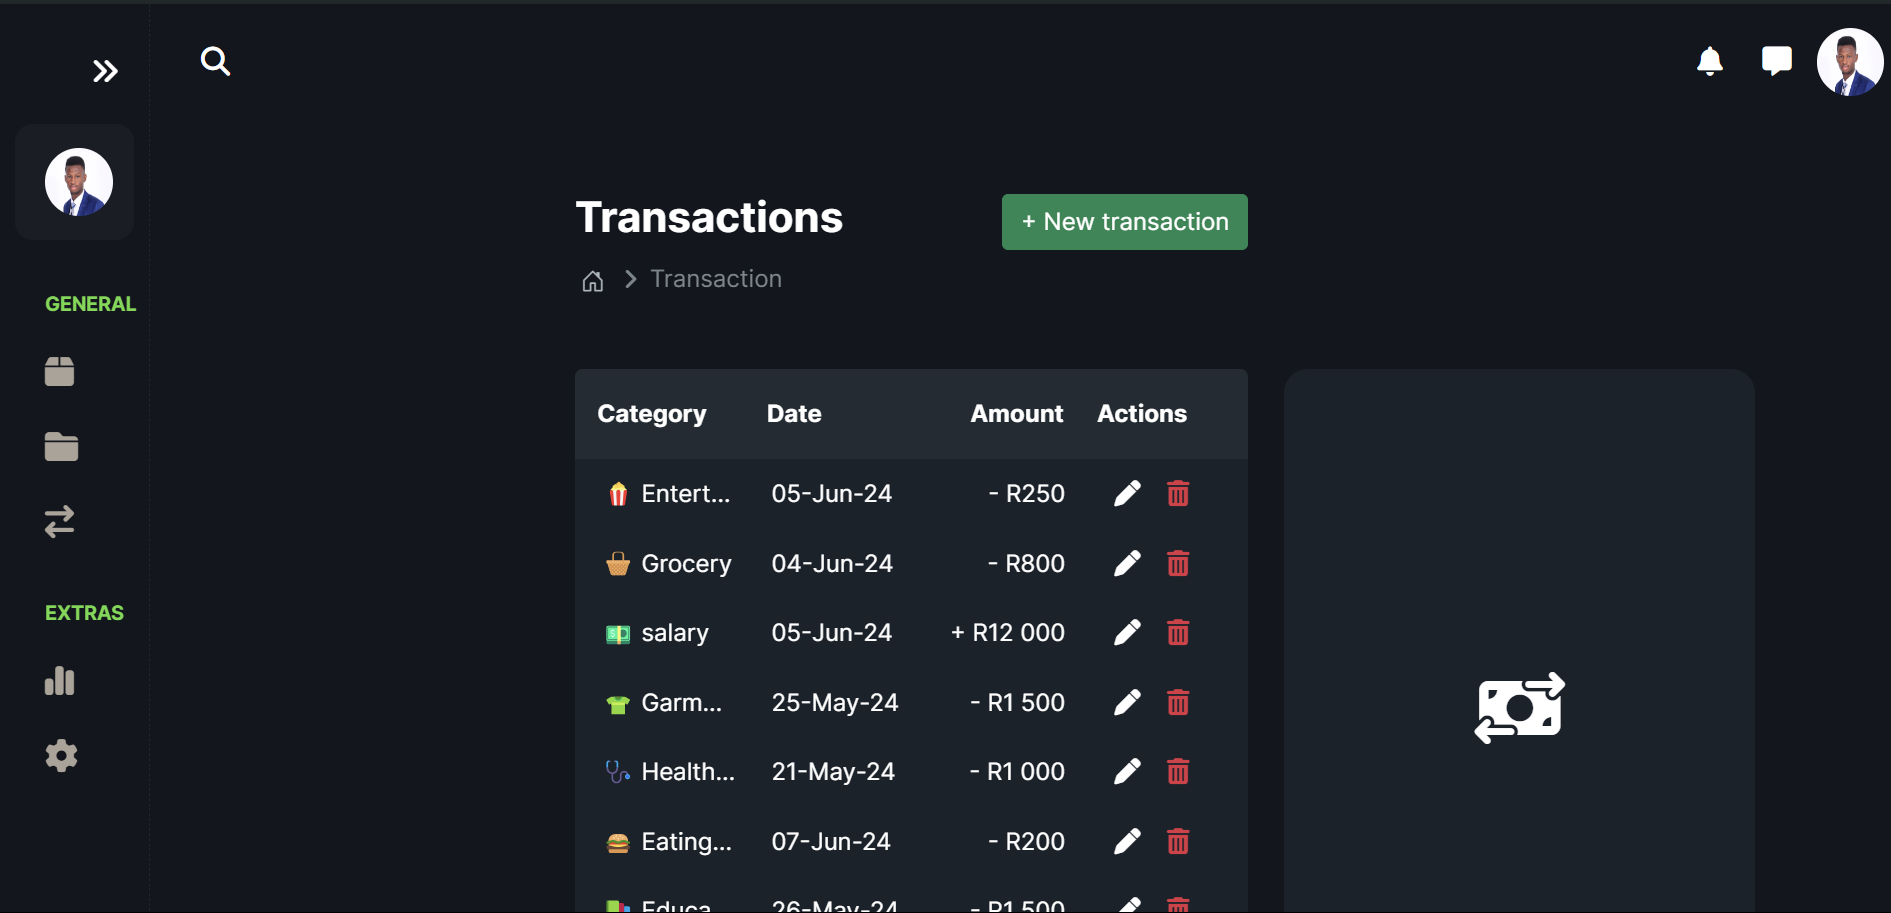 Transactions
+ New transaction
Transaction
GENERAL
EXTRAS
Category Date Amount Actions
Entert... 05-Jun-24 - R250
Grocery 04-Jun-24 - R800
salary 05-Jun-24 + R12 000
Garm... 25-May-24 - R1 500
Health... 21-May-24 - R1 000
Eating... 07-Jun-24 - R200
Educa... 26-May-24 - R1 500